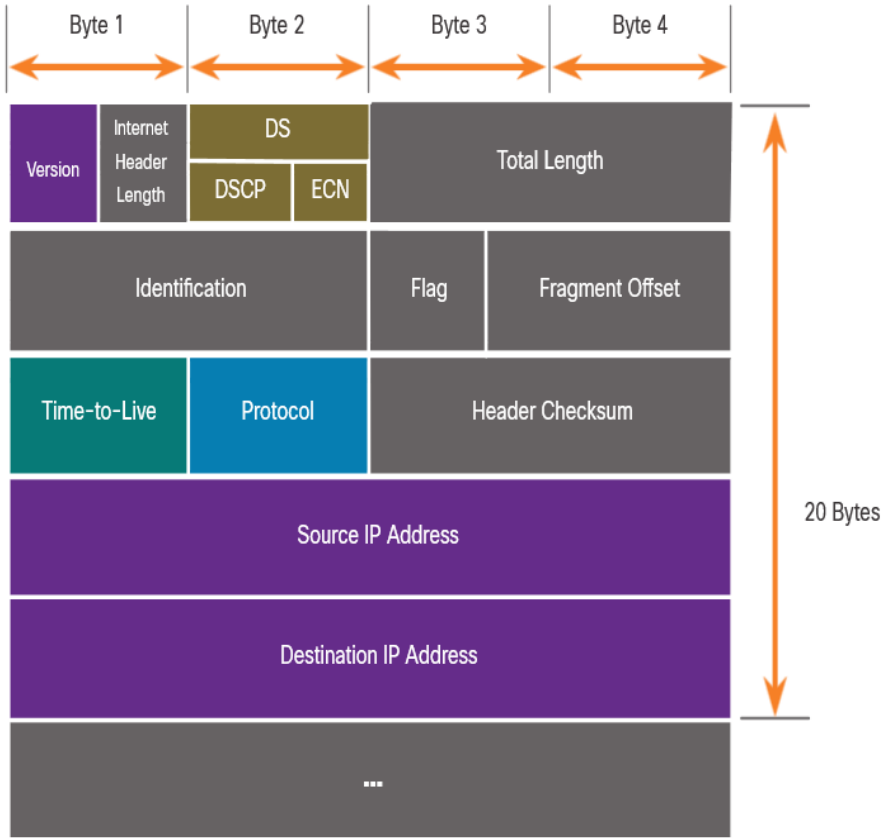 Byte 1
Byte 2
Byte 3
Byte 4
Version
Internet
Header
Length
DS
DSCP
ECN
Total Length
Identification
Flag
Fragment Offset
Time-to-Live
Protocol
Header Checksum
Source IP Address
20 Bytes
Destination IP Address
...